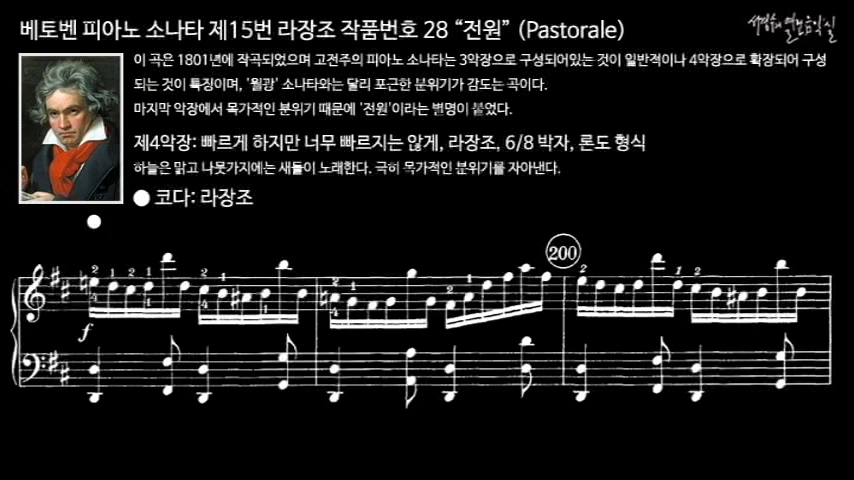 베토벤 피아노 소나타 제15번 라장조 작품번호 28 “전원” (Pastorale)
서경수의 열린음악실
이 곡은 1801년에 작곡되었으며 고전주의 피아노 소나타는 3악장으로 구성되어있는 것이 일반적이나 4악장으로 확장되어 구성
되는 것이 특징이며, '월광' 소나타와는 달리 포근한 분위기가 감도는 곡이다.
마지막 악장에서 목가적인 분위기 때문에 '전원'이라는 별명이 붙었다.
제4악장: 빠르게 하지만 너무 빠르지는 않게, 라장조, 6/8 박자, 론도 형식
하늘은 맑고 나뭇가지에는 새들이 노래한다. 극히 목가적인 분위기를 자아낸다.
코다: 라장조
200
f